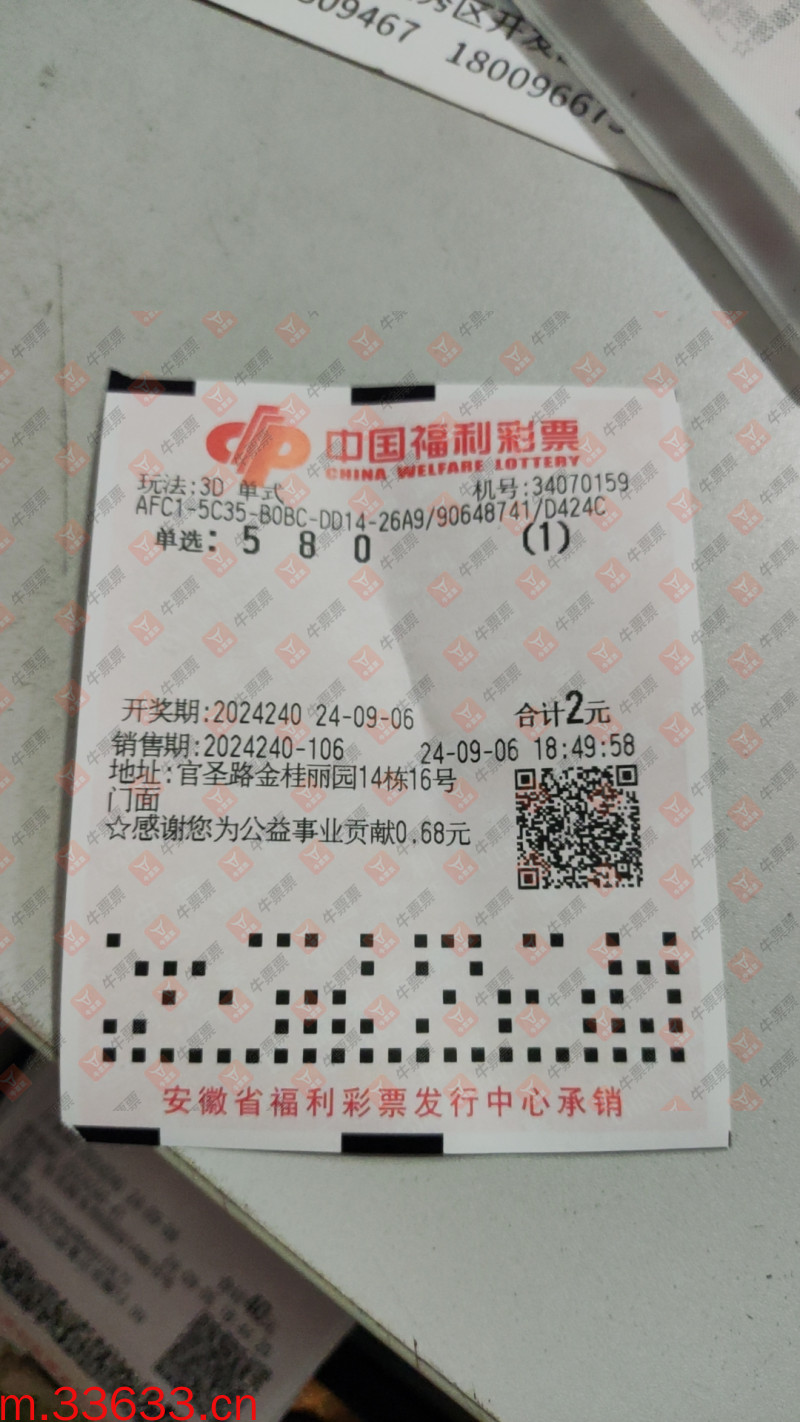 18009661
中国福利彩票
CHINA WELFARE LOTTERY
玩法:3D 单式 机号:34070159
AFC1-5C35-B0BC-DD14-26A9/90648741/D424C
单选: 5 8 0 (1)
开奖期:2024240 24-09-06 合计2元
销售期:2024240-106 24-09-06 18:49:58
地址:官圣路金桂丽园14栋16号
门面
☆感谢您为公益事业贡献0.68元
安徽省福利彩票发行中心承销
牛票票
m.33633.cn